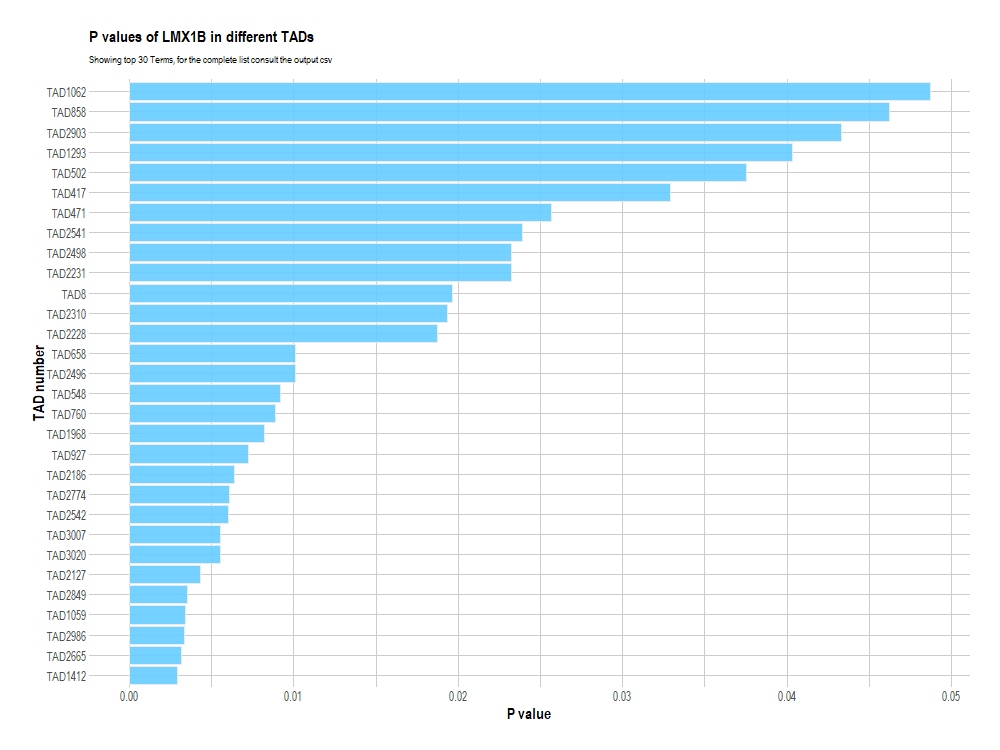 P values of LMX1B in different TADs
Showing top 30 Terms, for the complete list consult the output csv
TAD number
TAD1062
TAD858
TAD2903
TAD1293
TAD502
TAD417
TAD471
TAD2541
TAD2498
TAD2231
TAD8
TAD2310
TAD2228
TAD658
TAD2496
TAD548
TAD760
TAD1968
TAD927
TAD2186
TAD2774
TAD2542
TAD3007
TAD3020
TAD2127
TAD2849
TAD1059
TAD2986
TAD2665
TAD1412
0.00 0.01 0.02 0.03 0.04 0.05
P value